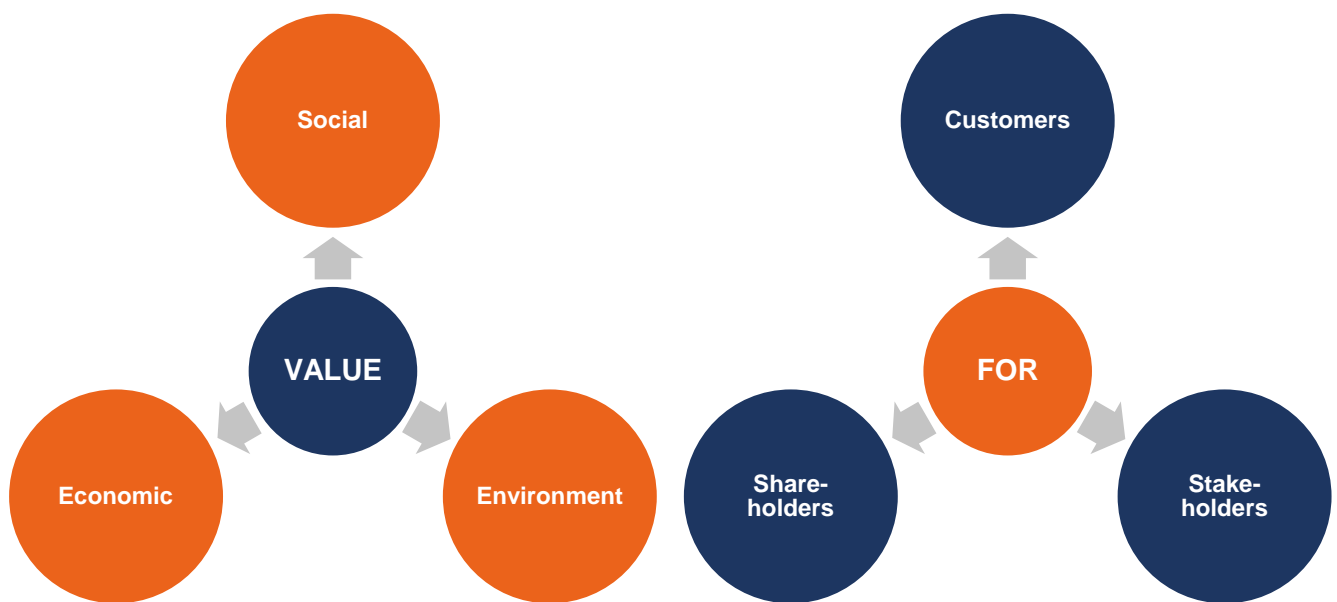 Social
VALUE
Economic
Environment
Customers
FOR
Share-
holders
Stake-
holders